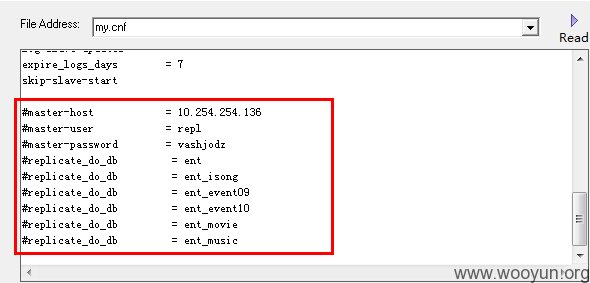 File Address: my.cnf
Read
expire_logs_days = 7
skip-slave-start
#master-host = 10.254.254.136
#master-user = repl
#master-password = vashjodz
#replicate_do_db = ent
#replicate_do_db = ent_isong
#replicate_do_db = ent_event09
#replicate_do_db = ent_event10
#replicate_do_db = ent_movie
#replicate_do_db = ent_music
www.wooyun.org